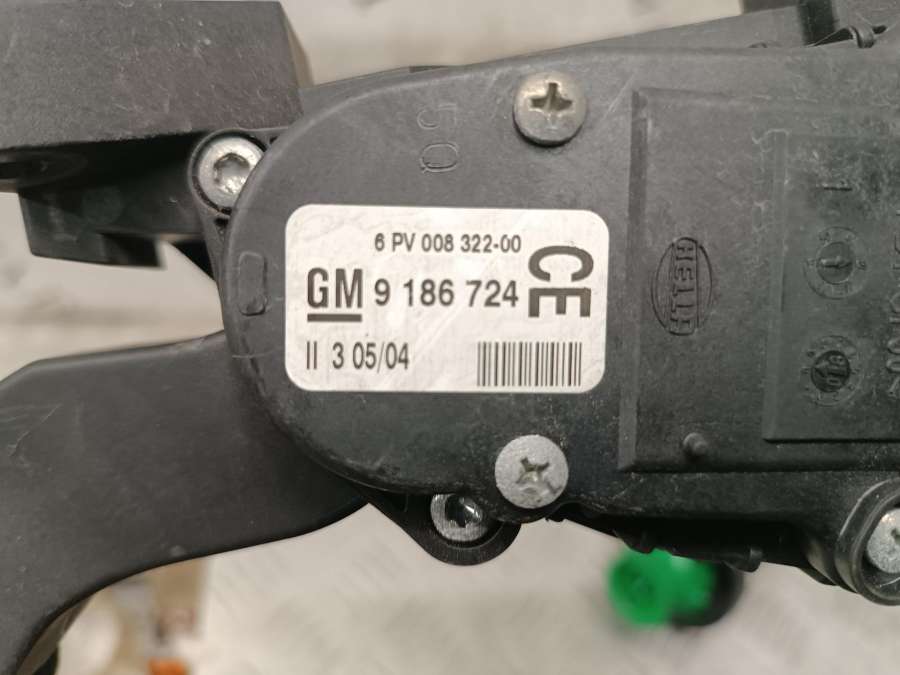 50
6 PV 008 322-00
GM 9 186 724 CE
II 3 05/04
HELLA